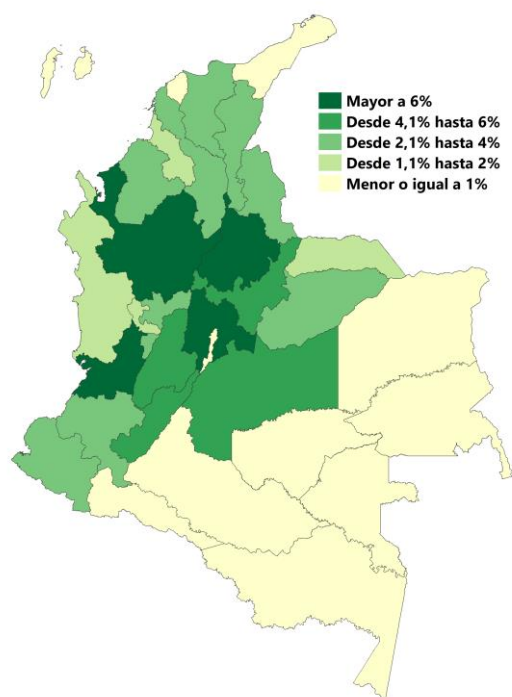 Mayor a 6%
Desde 4,1% hasta 6%
Desde 2,1% hasta 4%
Desde 1,1% hasta 2%
Menor o igual a 1%